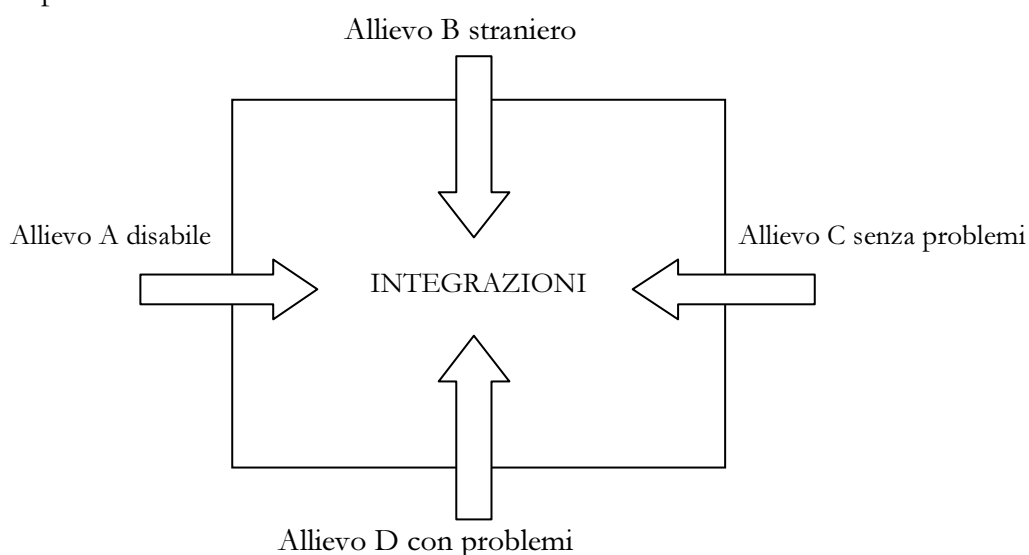 Allievo B straniero
Allievo A disabile
Allievo C senza problemi
INTEGRAZIONI
Allievo D con problemi